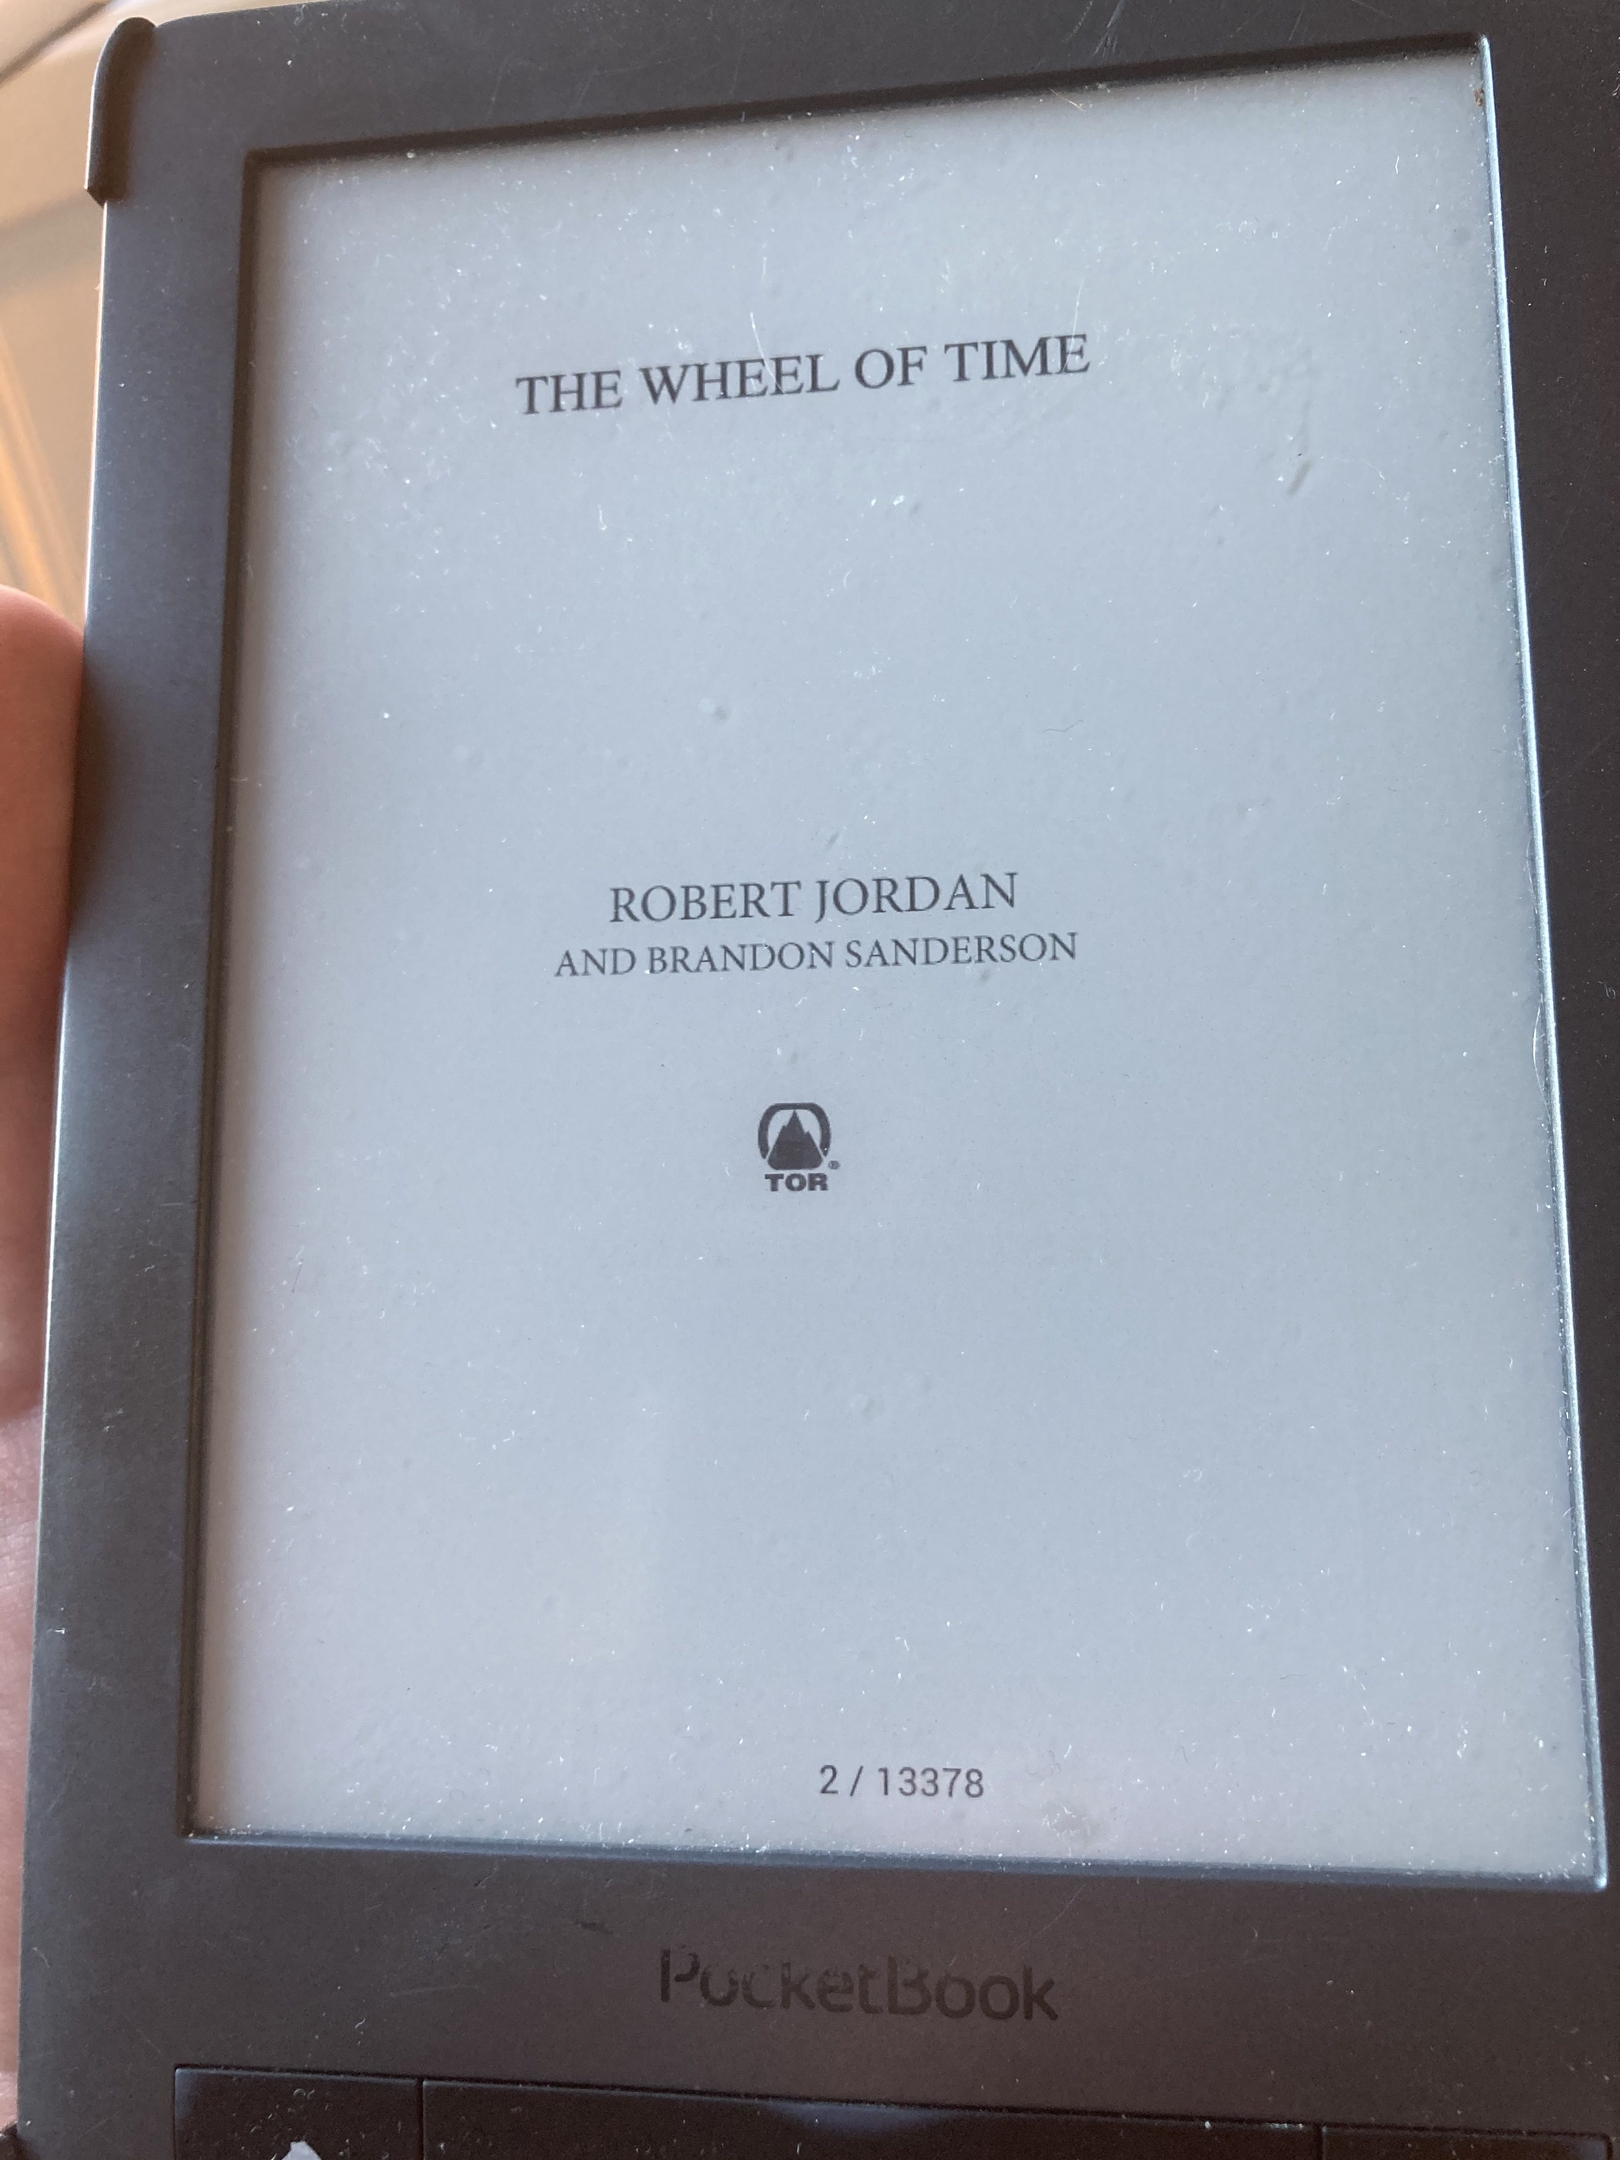 THE WHEEL OF TIME
ROBERT JORDAN
AND BRANDON SANDERSON
TOR®
2 / 13378
PocketBook